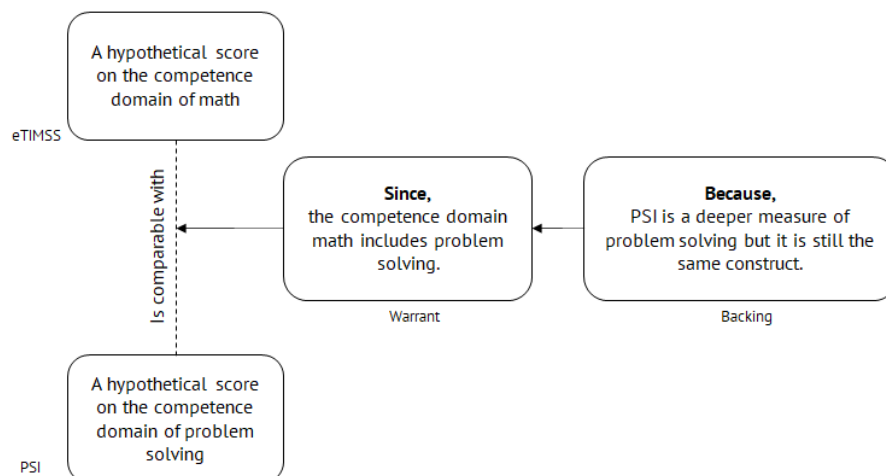 A hypothetical score
on the competence
domain of math
eTIMSS
Is comparable with
Since,
the competence domain
math includes problem
solving.
Warrant
Because,
PSI is a deeper measure of
problem solving but it is still the
same construct.
Backing
A hypothetical score
on the competence
domain of problem
solving
PSI